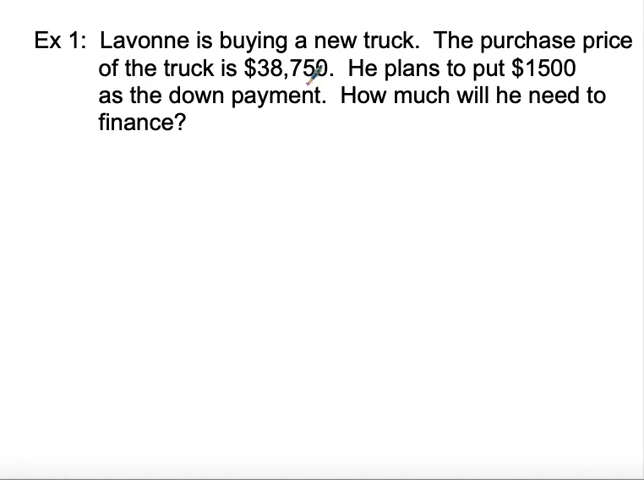 Ex 1: Lavonne is buying a new truck. The purchase price
of the truck is $38,750. He plans to put $1500
as the down payment. How much will he need to
finance?